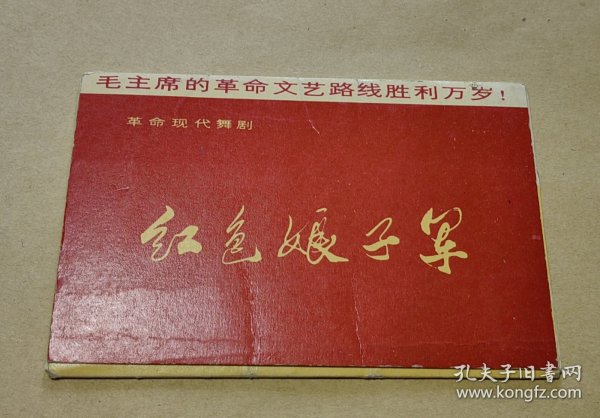 毛主席的革命文艺路线胜利万岁!
革命现代舞剧
红色娘子军
孔夫子旧书网
www.kongfz.com